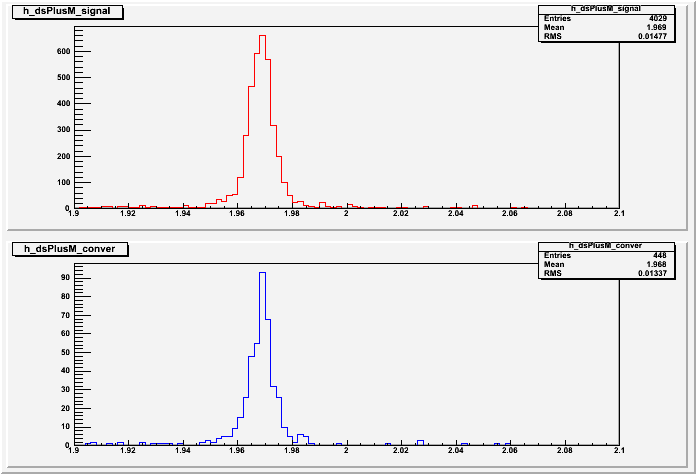 h_dsPlusM_signal
h_dsPlusM_signal
Entries 4029
Mean 1.969
RMS 0.01477
600
500
400
300
200
100
0
1.9 1.92 1.94 1.96 1.98 2 2.02 2.04 2.06 2.08 2.1
h_dsPlusM_conver
h_dsPlusM_conver
Entries 448
Mean 1.968
RMS 0.01337
90
80
70
60
50
40
30
20
10
0
1.9 1.92 1.94 1.96 1.98 2 2.02 2.04 2.06 2.08 2.1